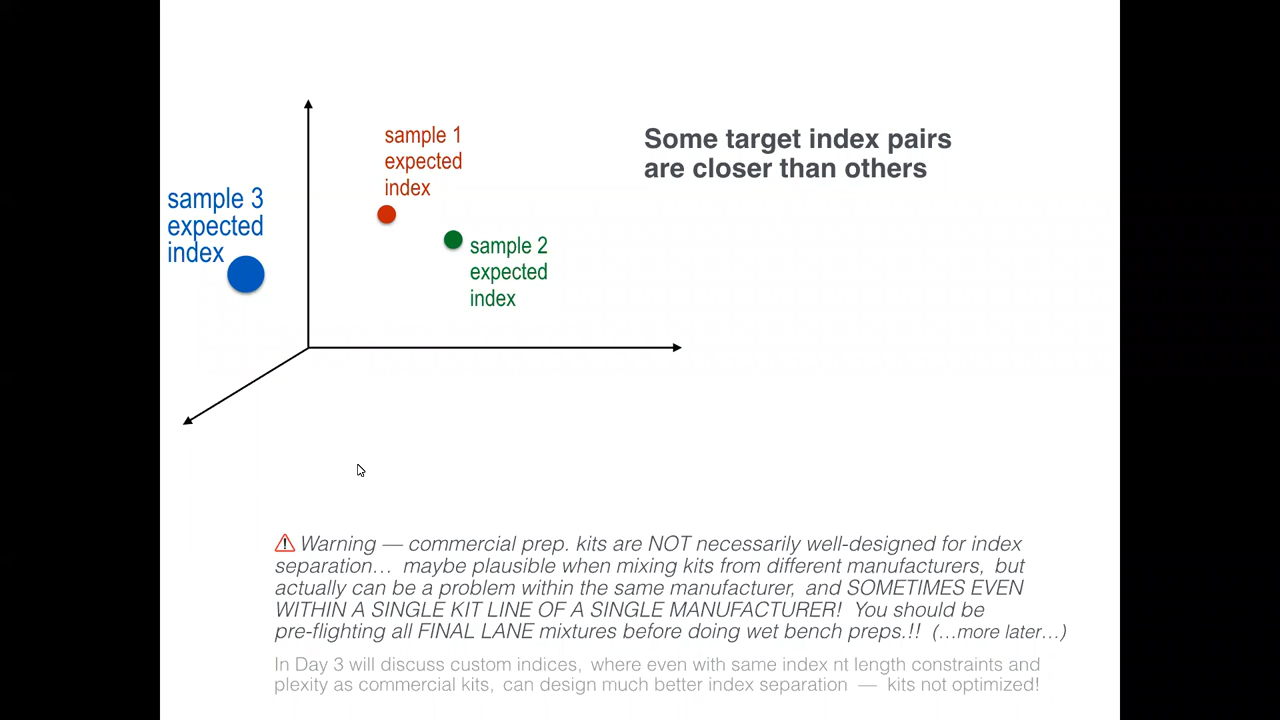 sample 1
expected
index
Some target index pairs
are closer than others
sample 3
expected
index
sample 2
expected
index
⚠ Warning — commercial prep. kits are NOT necessarily well-designed for index
separation… maybe plausible when mixing kits from different manufacturers, but
actually can be a problem within the same manufacturer, and SOMETIMES EVEN
WITHIN A SINGLE KIT LINE OF A SINGLE MANUFACTURER! You should be
pre-flighting all FINAL LANE mixtures before doing wet bench preps.!! (…more later…)
In Day 3 will discuss custom indices, where even with same index nt length constraints and
plexity as commercial kits, can design much better index separation — kits not optimized!